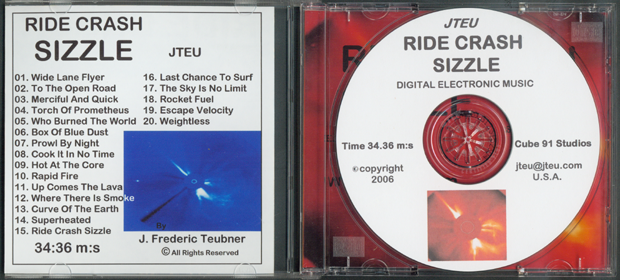 RIDE CRASH
SIZZLE JTEU
01. Wide Lane Flyer
02. To The Open Road
03. Merciful And Quick
04. Torch Of Prometheus
05. Who Burned The World
06. Box Of Blue Dust
07. Prowl By Night
08. Cook It In No Time
09. Hot At The Core
10. Rapid Fire
11. Up Comes The Lava
12. Where There Is Smoke
13. Curve Of The Earth
14. Superheated
15. Ride Crash Sizzle
16. Last Chance To Surf
17. The Sky Is No Limit
18. Rocket Fuel
19. Escape Velocity
20. Weightless
34:36 m:s
By
J. Frederic Teubner
© All Rights Reserved
JTEU
RIDE CRASH
SIZZLE
DIGITAL ELECTRONIC MUSIC
Time 34.36 m:s
Cube 91 Studios
©copyright
2006
jteu@jteu.com
U.S.A.